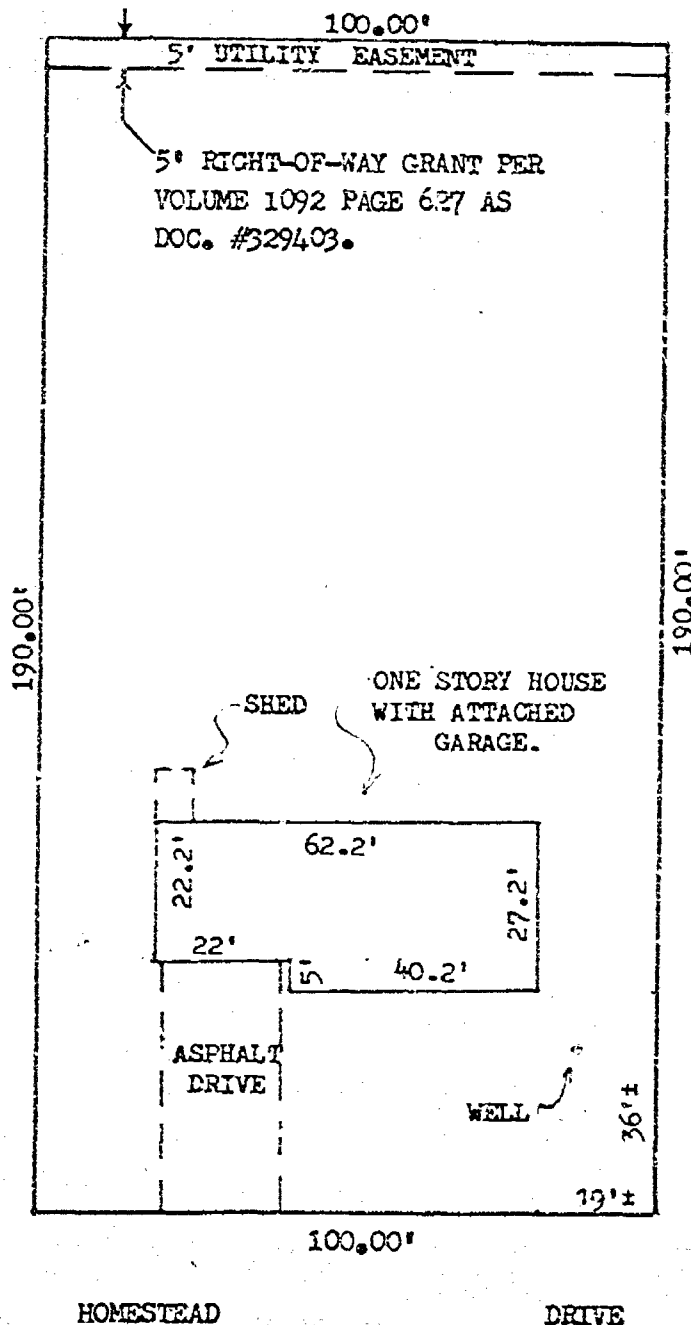 100.00'
5' UTILITY EASEMENT
5' RIGHT-OF-WAY GRANT PER
VOLUME 1092 PAGE 627 AS
DOC. #329403.
190.00'
190.00'
SHED
ONE STORY HOUSE
WITH ATTACHED
GARAGE.
62.2'
22.2'
27.2'
22'
5'
40.2'
ASPHALT
DRIVE
WELL
36'±
19'±
100.00'
HOMESTEAD DRIVE